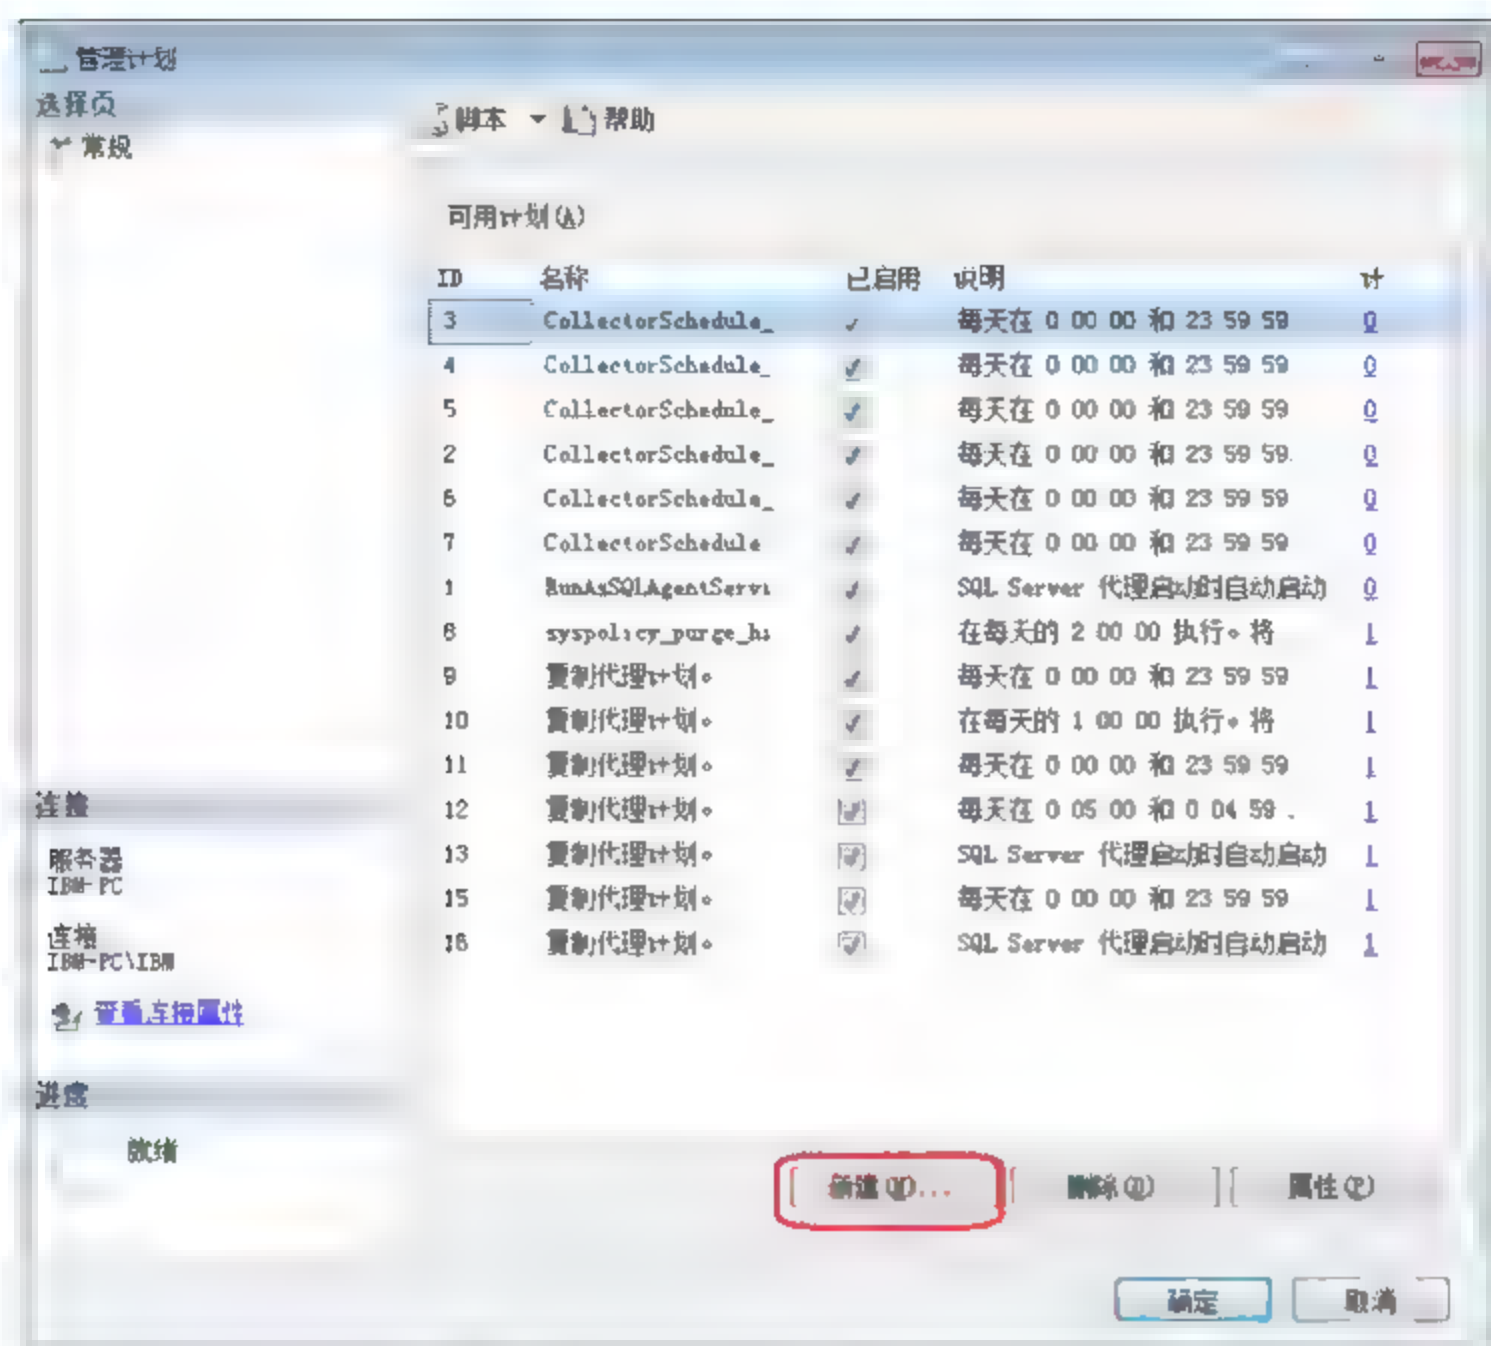 管理计划
选择页
常规
脚本 帮助
可用计划(A)
ID 名称 已启用 说明 计
3 CollectorSchedule_ 每天在 0 00 00 和 23 59 59 0
4 CollectorSchedule_ 每天在 0 00 00 和 23 59 59 0
5 CollectorSchedule_ 每天在 0 00 00 和 23 59 59 0
2 CollectorSchedule_ 每天在 0 00 00 和 23 59 59. 0
6 CollectorSchedule_ 每天在 0 00 00 和 23 59 59 0
7 CollectorSchedule 每天在 0 00 00 和 23 59 59 0
1 RunAsSQLAgentServi SQL Server 代理启动时自动启动 0
8 syspolicy_purge_hi 在每天的 2 00 00 执行。将 1
9 复制代理计划。 每天在 0 00 00 和 23 59 59 1
10 复制代理计划。 在每天的 1 00 00 执行。将 1
11 复制代理计划。 每天在 0 00 00 和 23 59 59 1
12 复制代理计划。 每天在 0 05 00 和 0 04 59 . 1
13 复制代理计划。 SQL Server 代理启动时自动启动 1
15 复制代理计划。 每天在 0 00 00 和 23 59 59 1
16 复制代理计划。 SQL Server 代理启动时自动启动 1
连接
服务器
IBM-PC
连接
IBM-PC\IBM
查看连接属性
进度
就绪
新建(N)... 删除(D) 属性(P)
确定 取消